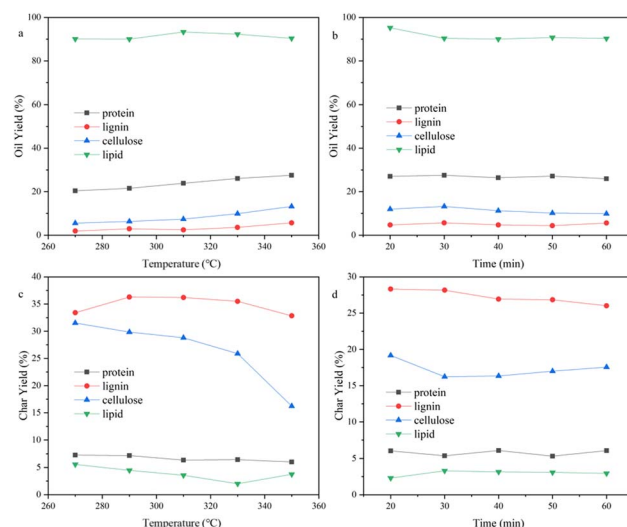 a
100
80
60
40
20
0
Oil Yield (%)
protein
lignin
cellulose
lipid
260 280 300 320 340 360
Temperature (℃)
b
100
80
60
40
20
0
Oil Yield (%)
protein
lignin
cellulose
lipid
20 30 40 50 60
Time (min)
c
40
35
30
25
20
15
10
5
0
Char Yield (%)
protein
lignin
cellulose
lipid
260 280 300 320 340 360
Temperature (℃)
d
30
25
20
15
10
5
0
Char Yield (%)
protein
lignin
cellulose
lipid
20 30 40 50 60
Time (min)